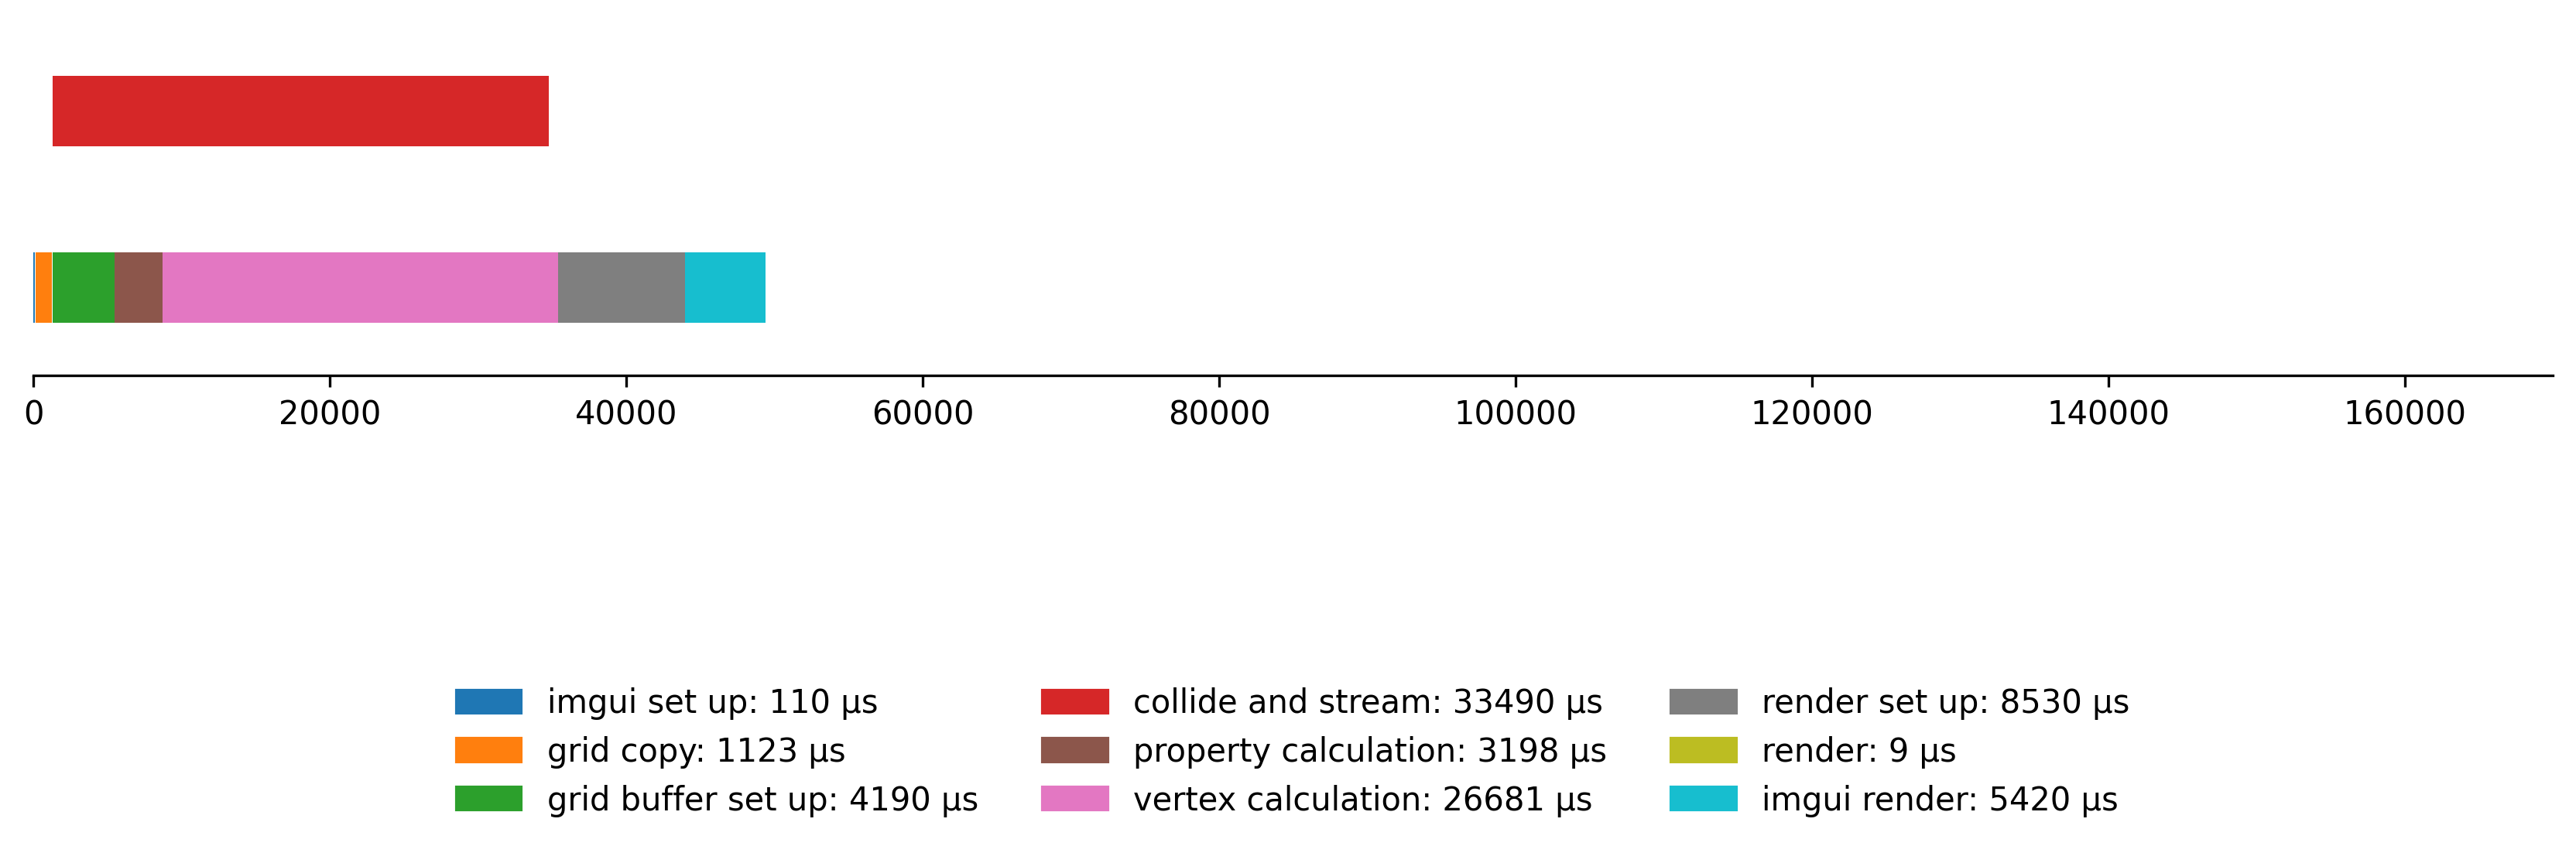 0 20000 40000 60000 80000 100000 120000 140000 160000
imgui set up: 110 µs
grid copy: 1123 µs
grid buffer set up: 4190 µs
collide and stream: 33490 µs
property calculation: 3198 µs
vertex calculation: 26681 µs
render set up: 8530 µs
render: 9 µs
imgui render: 5420 µs